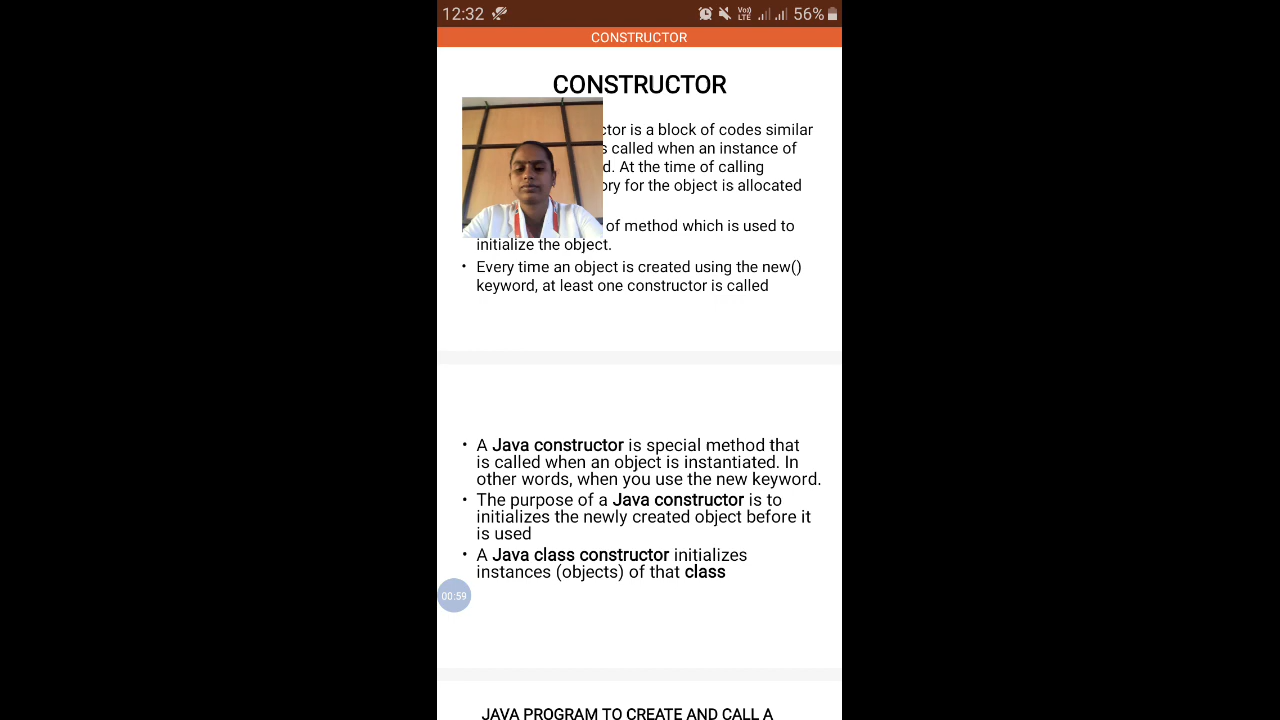 12:32 Vo) LTE 56%
CONSTRUCTOR
CONSTRUCTOR
is a block of codes similar
called when an instance of
At the time of calling
for the object is allocated
of method which is used to
initialize the object.
• Every time an object is created using the new()
keyword, at least one constructor is called
• A Java constructor is special method that
is called when an object is instantiated. In
other words, when you use the new keyword.
• The purpose of a Java constructor is to
initializes the newly created object before it
is used
• A Java class constructor initializes
instances (objects) of that class
00:59
JAVA PROGRAM TO CREATE AND CALL A